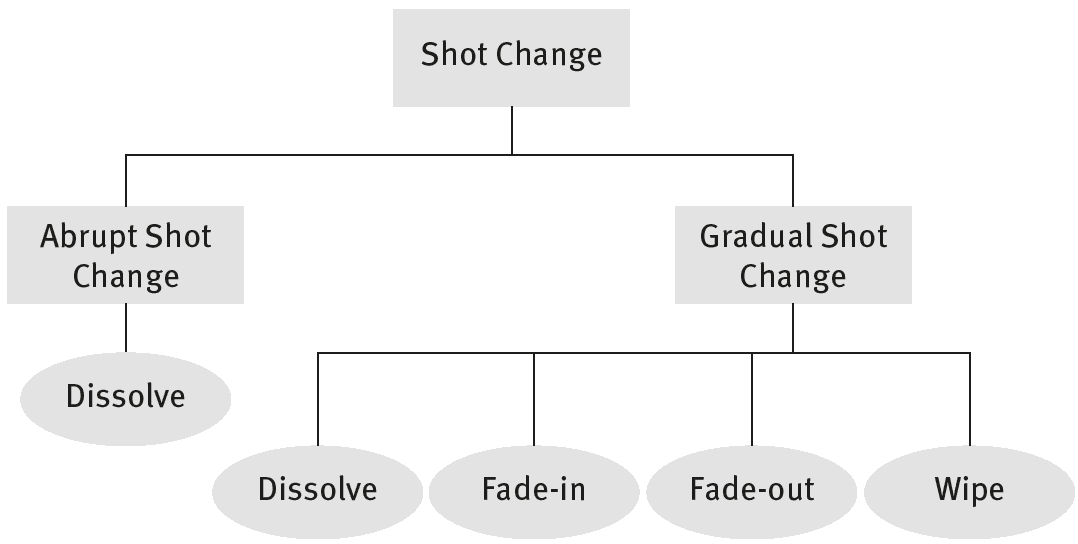 Shot Change
Abrupt Shot
Change
Gradual Shot
Change
Dissolve
Dissolve
Fade-in
Fade-out
Wipe